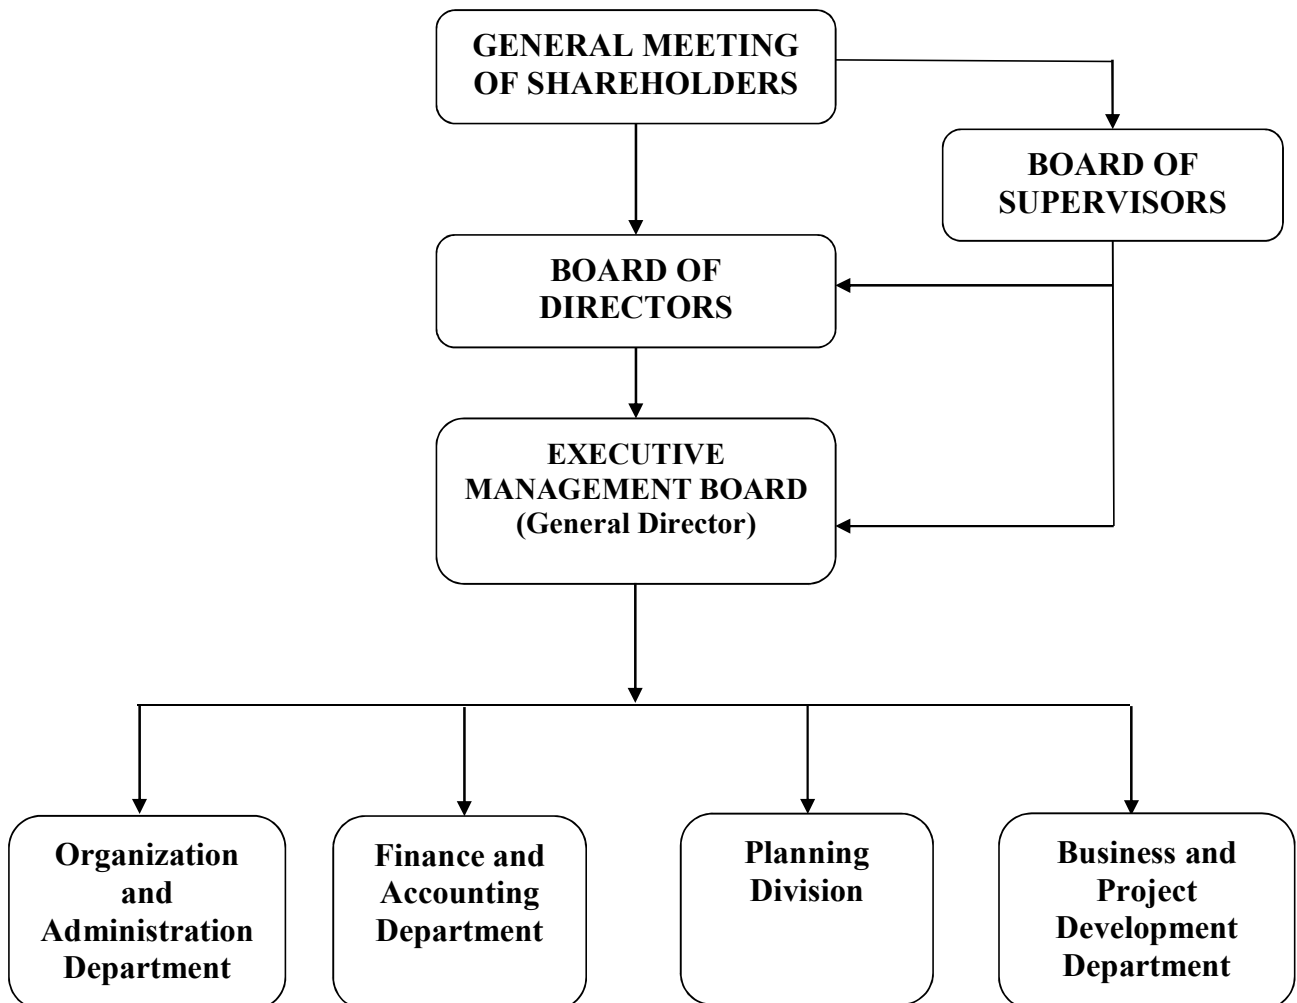 GENERAL MEETING
OF SHAREHOLDERS
BOARD OF
SUPERVISORS
BOARD OF
DIRECTORS
EXECUTIVE
MANAGEMENT BOARD
(General Director)
Organization
and
Administration
Department
Finance and
Accounting
Department
Planning
Division
Business and
Project
Development
Department